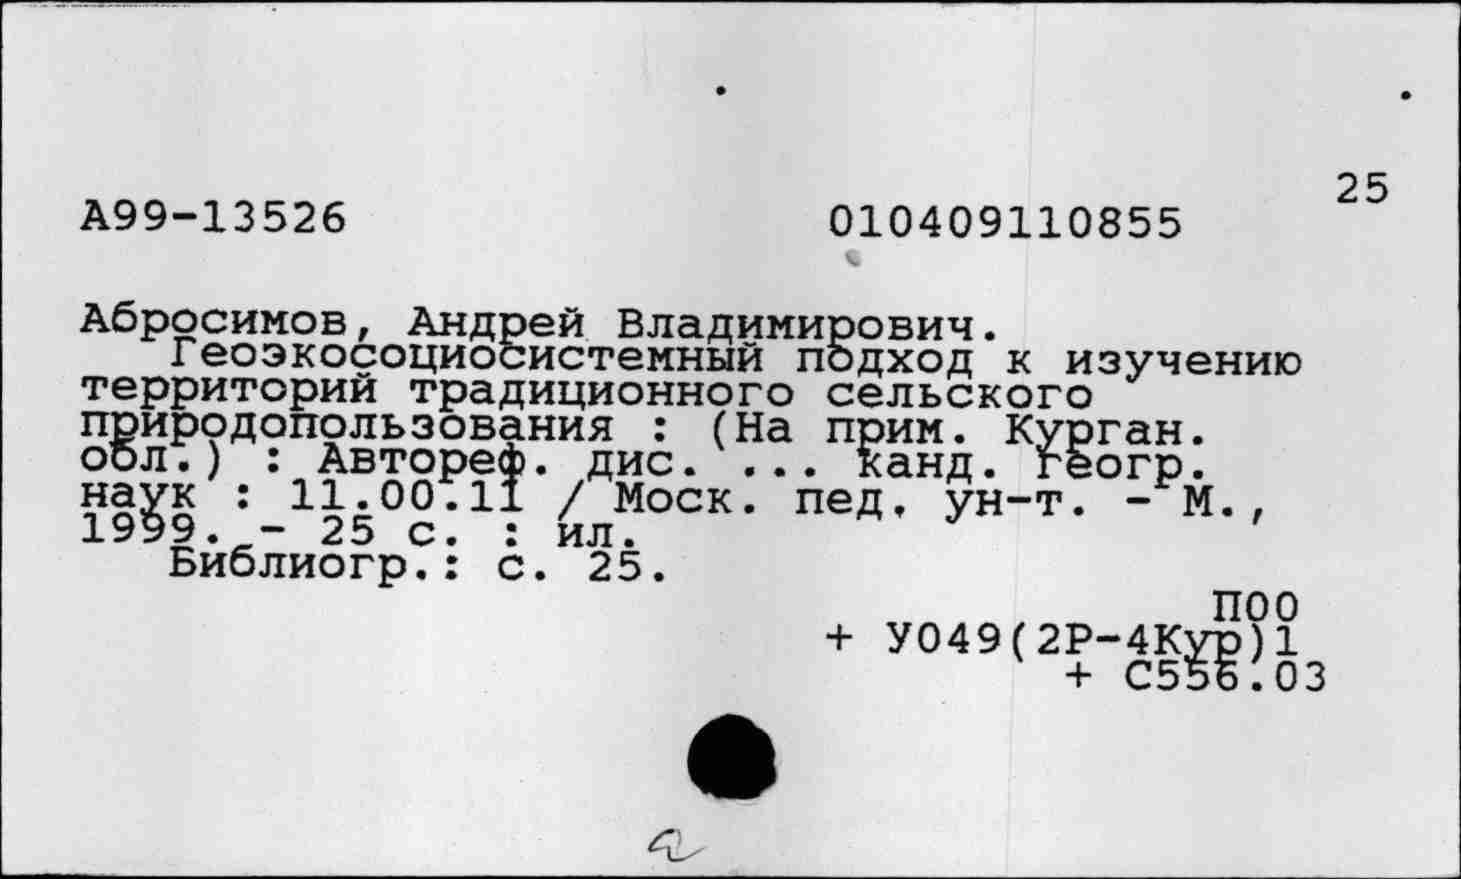 25
А99-13526 010409110855
Абросимов, Андрей Владимирович.
Геоэкосоциосистемный подход к изучению
территорий традиционного сельского
природопользования : (На прим. Курган.
обл.) : Автореф. дис. ... канд. геогр.
наук : 11.00.11 / Моск. пед. ун-т. - М.,
1999. - 25 с. : ил.
Библиогр.: с. 25.
П00
+ У049(2Р-4Кур)1
+ С556.03